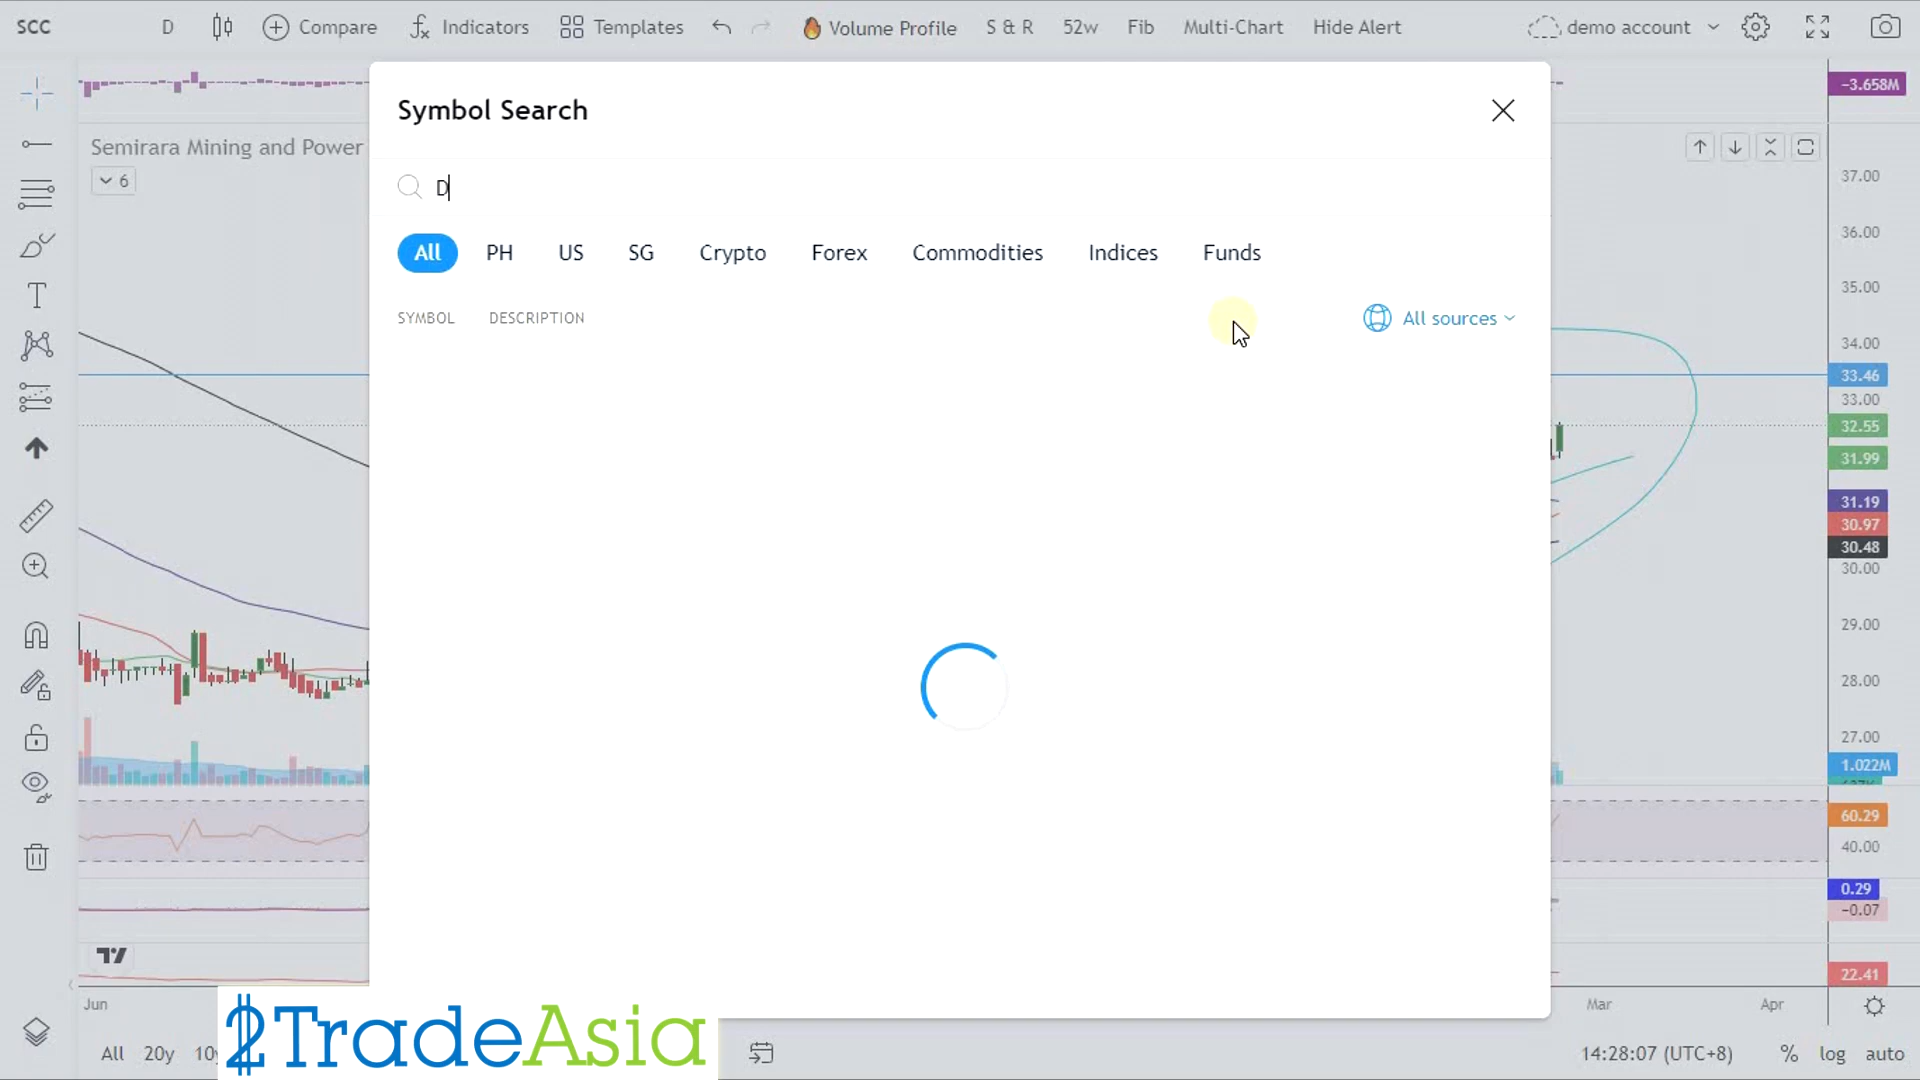 SCC D Compare Indicators Templates Volume Profile S & R 52w Fib Multi-Chart Hide Alert demo account
-3.658M
Symbol Search
Semirara Mining and Power
6
D
All PH US SG Crypto Forex Commodities Indices Funds
SYMBOL DESCRIPTION All sources
37.00
36.00
35.00
34.00
33.46
33.00
32.55
31.99
31.19
30.97
30.48
30.00
29.00
28.00
27.00
1.022M
60.29
40.00
0.29
-0.07
22.41
Jun Mar Apr
2TradeAsia
All 20y 10y 14:28:07 (UTC+8) % log auto